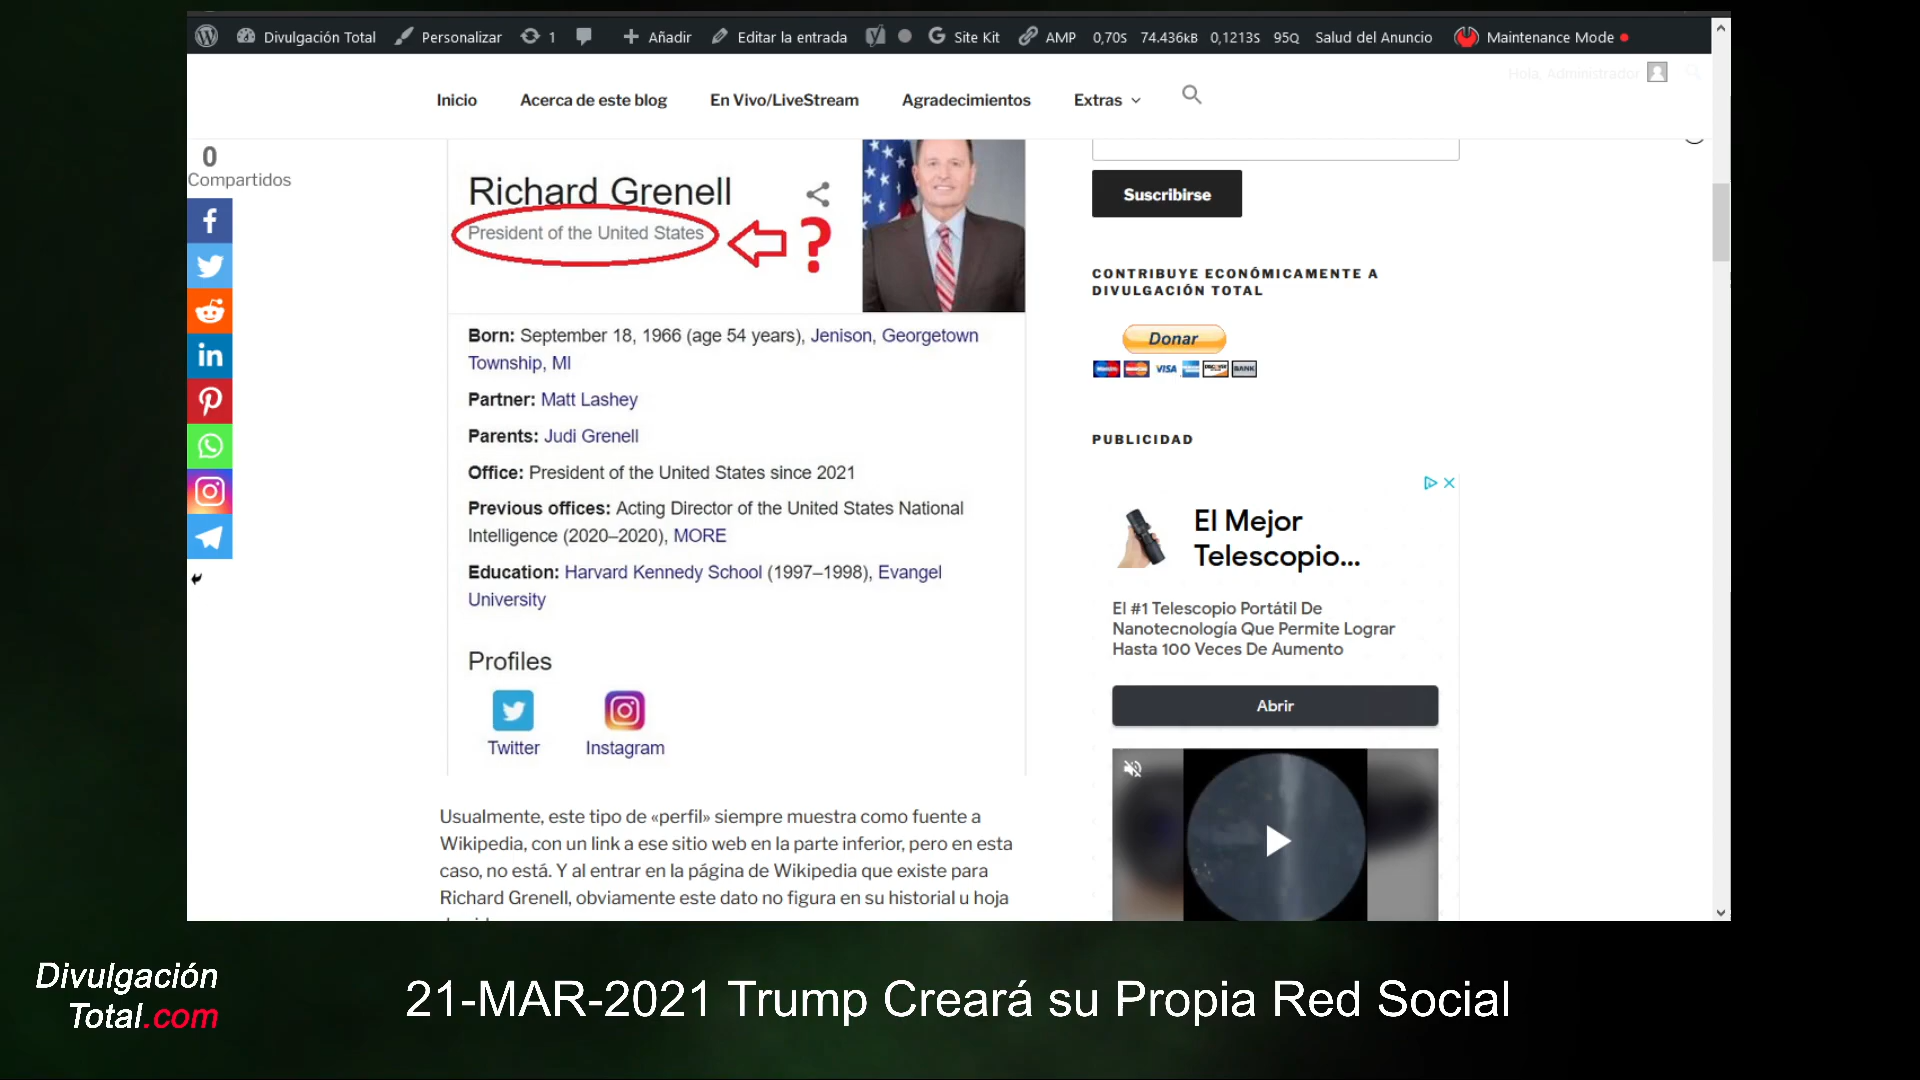 Divulgación Total
Personalizar
1
Añadir
Editar la entrada
Site Kit
AMP
0,70S
74.436kB
0,1213S
95Q
Salud del Anuncio
Maintenance Mode
Hola, Administrador
Inicio
Acerca de este blog
En Vivo/LiveStream
Agradecimientos
Extras
0
Compartidos
Richard Grenell
President of the United States
?
Born: September 18, 1966 (age 54 years), Jenison, Georgetown
Township, MI
Partner: Matt Lashey
Parents: Judi Grenell
Office: President of the United States since 2021
Previous offices: Acting Director of the United States National
Intelligence (2020–2020), MORE
Education: Harvard Kennedy School (1997–1998), Evangel
University
Profiles
Twitter
Instagram
Usualmente, este tipo de «perfil» siempre muestra como fuente a
Wikipedia, con un link a ese sitio web en la parte inferior, pero en esta
caso, no está. Y al entrar en la página de Wikipedia que existe para
Richard Grenell, obviamente este dato no figura en su historial u hoja
Suscribirse
CONTRIBUYE ECONÓMICAMENTE A
DIVULGACIÓN TOTAL
Donar
VISA
BANK
PUBLICIDAD
El Mejor
Telescopio...
El #1 Telescopio Portátil De
Nanotecnología Que Permite Lograr
Hasta 100 Veces De Aumento
Abrir
Divulgación
Total.com
21-MAR-2021 Trump Creará su Propia Red Social